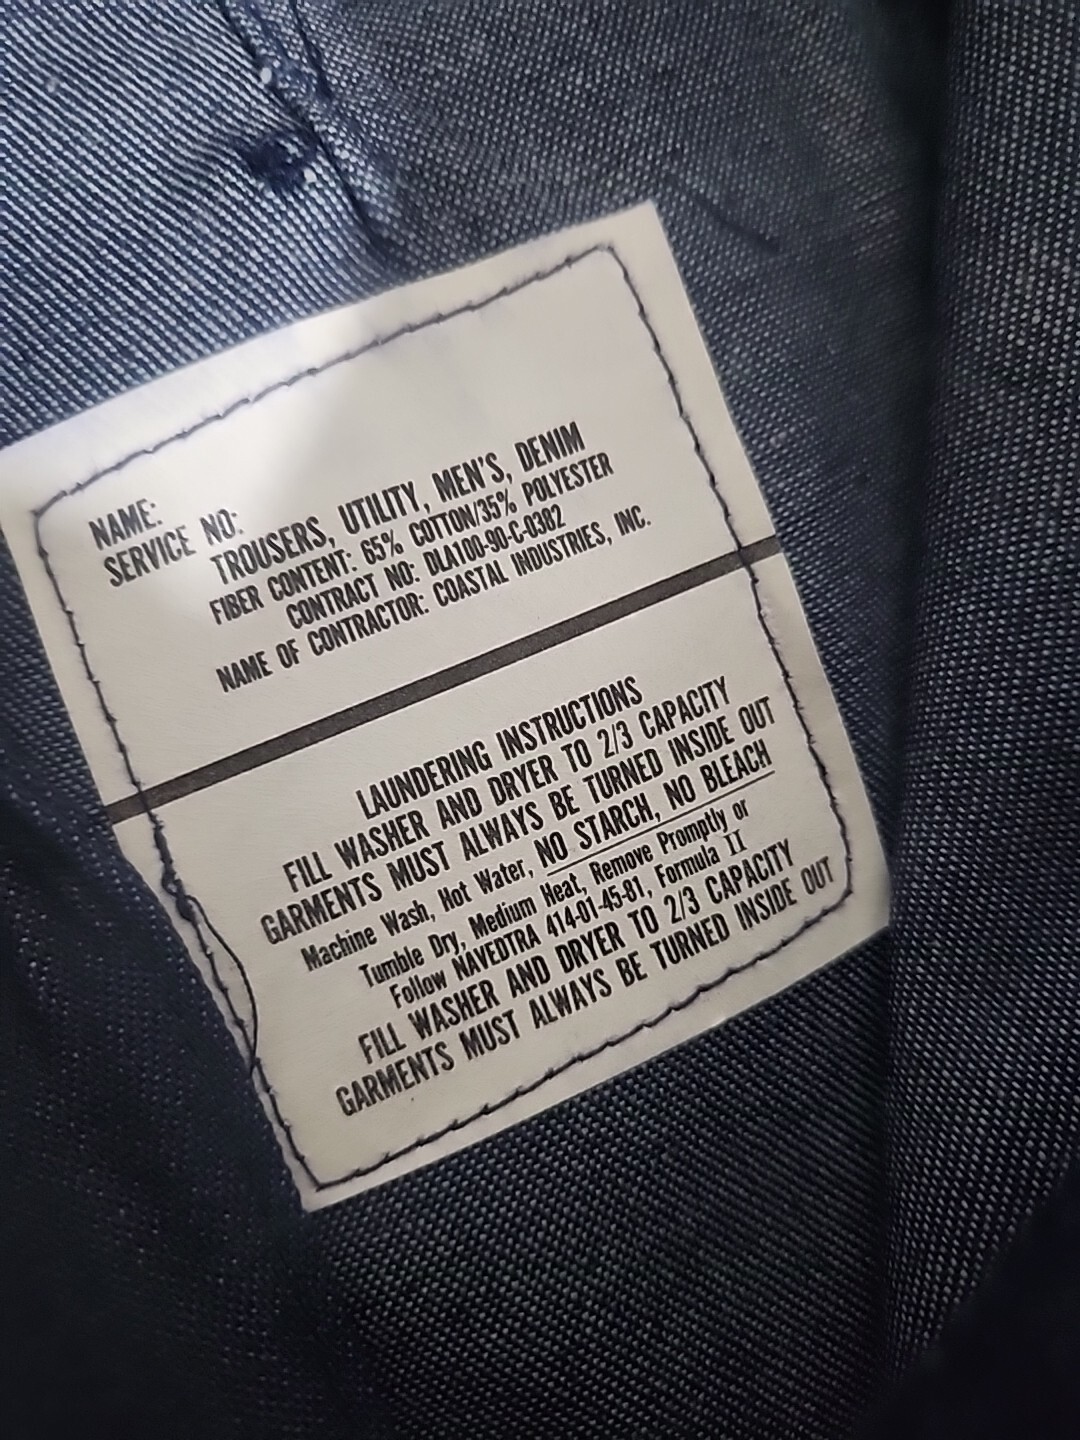 NAME:
SERVICE NO:
TROUSERS, UTILITY, MEN'S, DENIM
FIBER CONTENT: 65% COTTON/35% POLYESTER
CONTRACT NO: DLA100-90-C-0382
NAME OF CONTRACTOR: COASTAL INDUSTRIES, INC.
LAUNDERING INSTRUCTIONS
FILL WASHER AND DRYER TO 2/3 CAPACITY
GARMENTS MUST ALWAYS BE TURNED INSIDE OUT
Machine Wash, Hot Water, NO STARCH, NO BLEACH
Tumble Dry, Medium Heat, Remove Promptly or
Follow NAVEDTRA 414-01-45-81, Formula II
FILL WASHER AND DRYER TO 2/3 CAPACITY
GARMENTS MUST ALWAYS BE TURNED INSIDE OUT